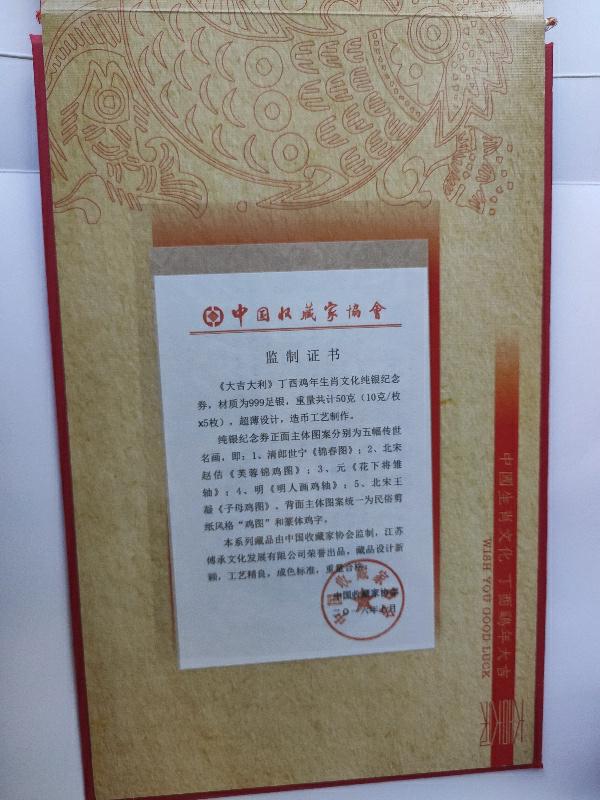 中国收藏家協會
监制证书
《大吉大利》丁酉鸡年生肖文化纯银纪念
券，材质为999足银，重量共计50克（10克/枚
x5枚），超薄设计，造币工艺制作。
纯银纪念券正面主体图案分别为五幅传世
名画，即：1、清郎世宁《锦春图》；2、北宋
赵佶《芙蓉锦鸡图》；3、元《花下将雏
轴》；4、明《明人画鸡轴》；5、北宋王
凝《子母鸡图》。背面主体图案统一为民俗剪
纸风格“鸡图”和篆体鸡字。
本系列藏品由中国收藏家协会监制，江苏
傅承文化发展有限公司荣誉出品，藏品设计新
颖，工艺精良，成色标准，重量合格。
中国收藏家协会
二〇一六年七月
中國生肖文化 丁酉鷄年大吉
WISH YOU GOOD LUCK